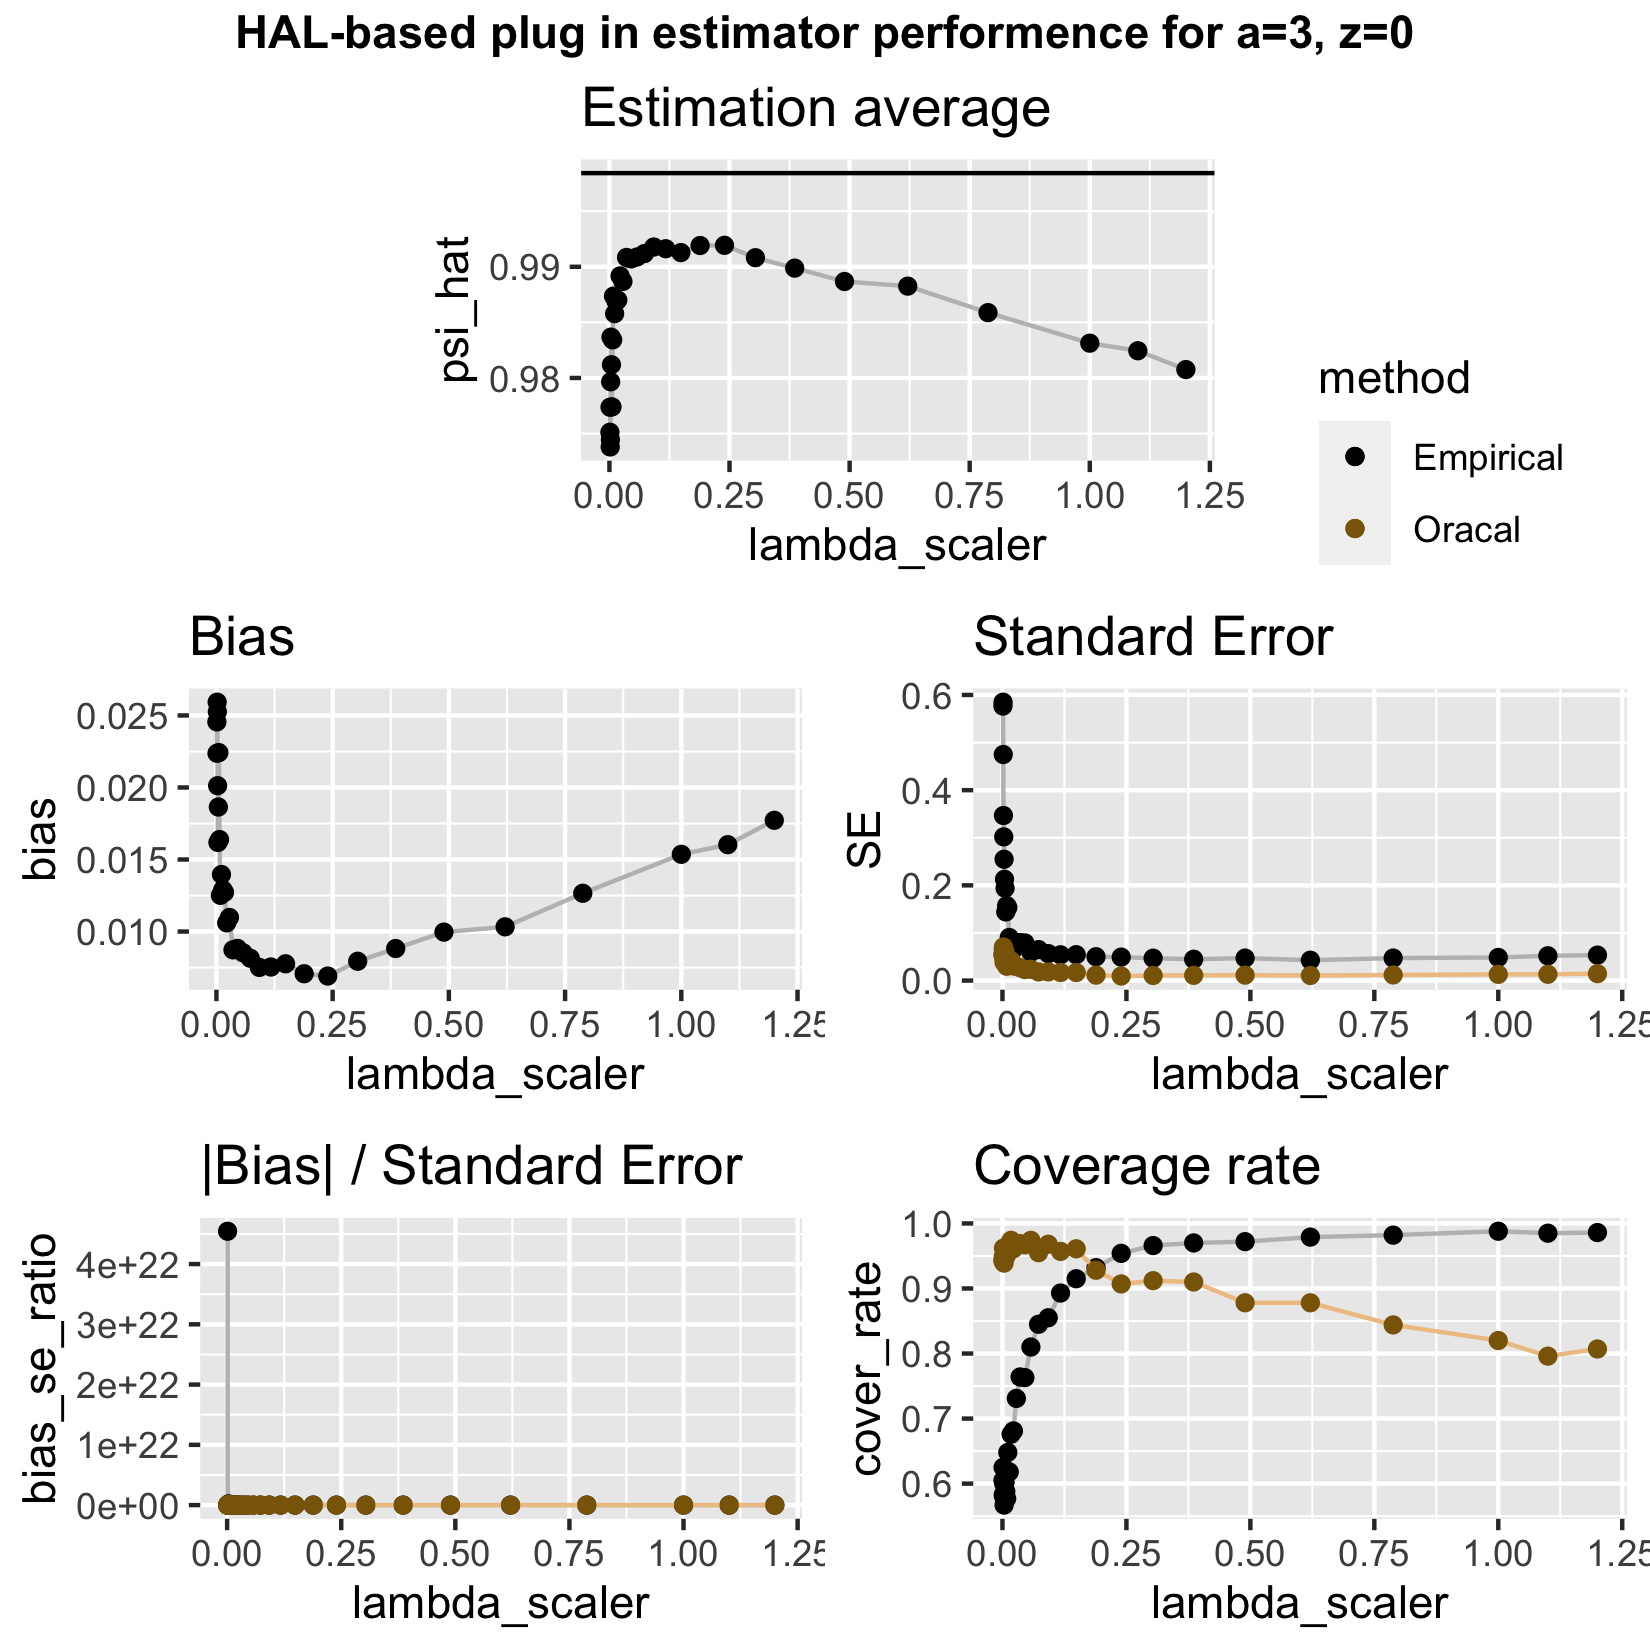 HAL-based plug in estimator performence for a=3, z=0
Estimation average
psi_hat
0.99
0.98
0.00 0.25 0.50 0.75 1.00 1.25
lambda_scaler
method
Empirical
Oracal
Bias
bias
0.025
0.020
0.015
0.010
0.00 0.25 0.50 0.75 1.00 1.25
lambda_scaler
Standard Error
SE
0.6
0.4
0.2
0.0
0.00 0.25 0.50 0.75 1.00 1.25
lambda_scaler
|Bias| / Standard Error
bias_se_ratio
4e+22
3e+22
2e+22
1e+22
0e+00
0.00 0.25 0.50 0.75 1.00 1.25
lambda_scaler
Coverage rate
cover_rate
1.0
0.9
0.8
0.7
0.6
0.00 0.25 0.50 0.75 1.00 1.25
lambda_scaler